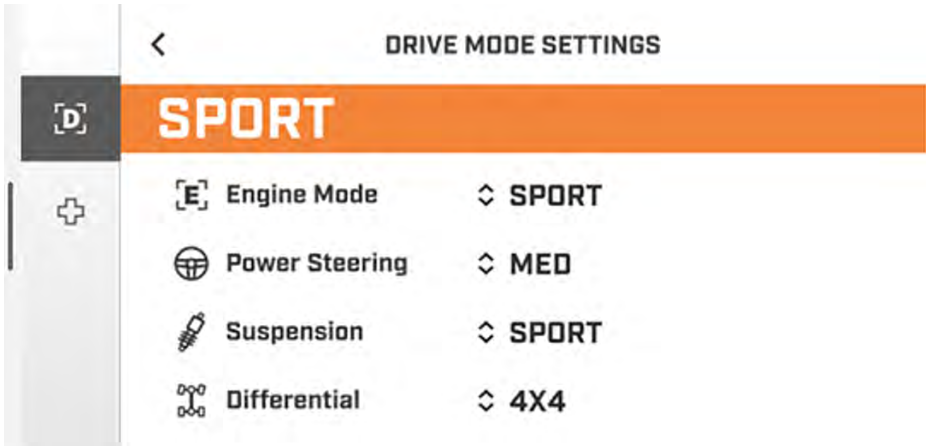 DRIVE MODE SETTINGS
[D]
SPORT
[E] Engine Mode SPORT
Power Steering MED
Suspension SPORT
Differential 4X4